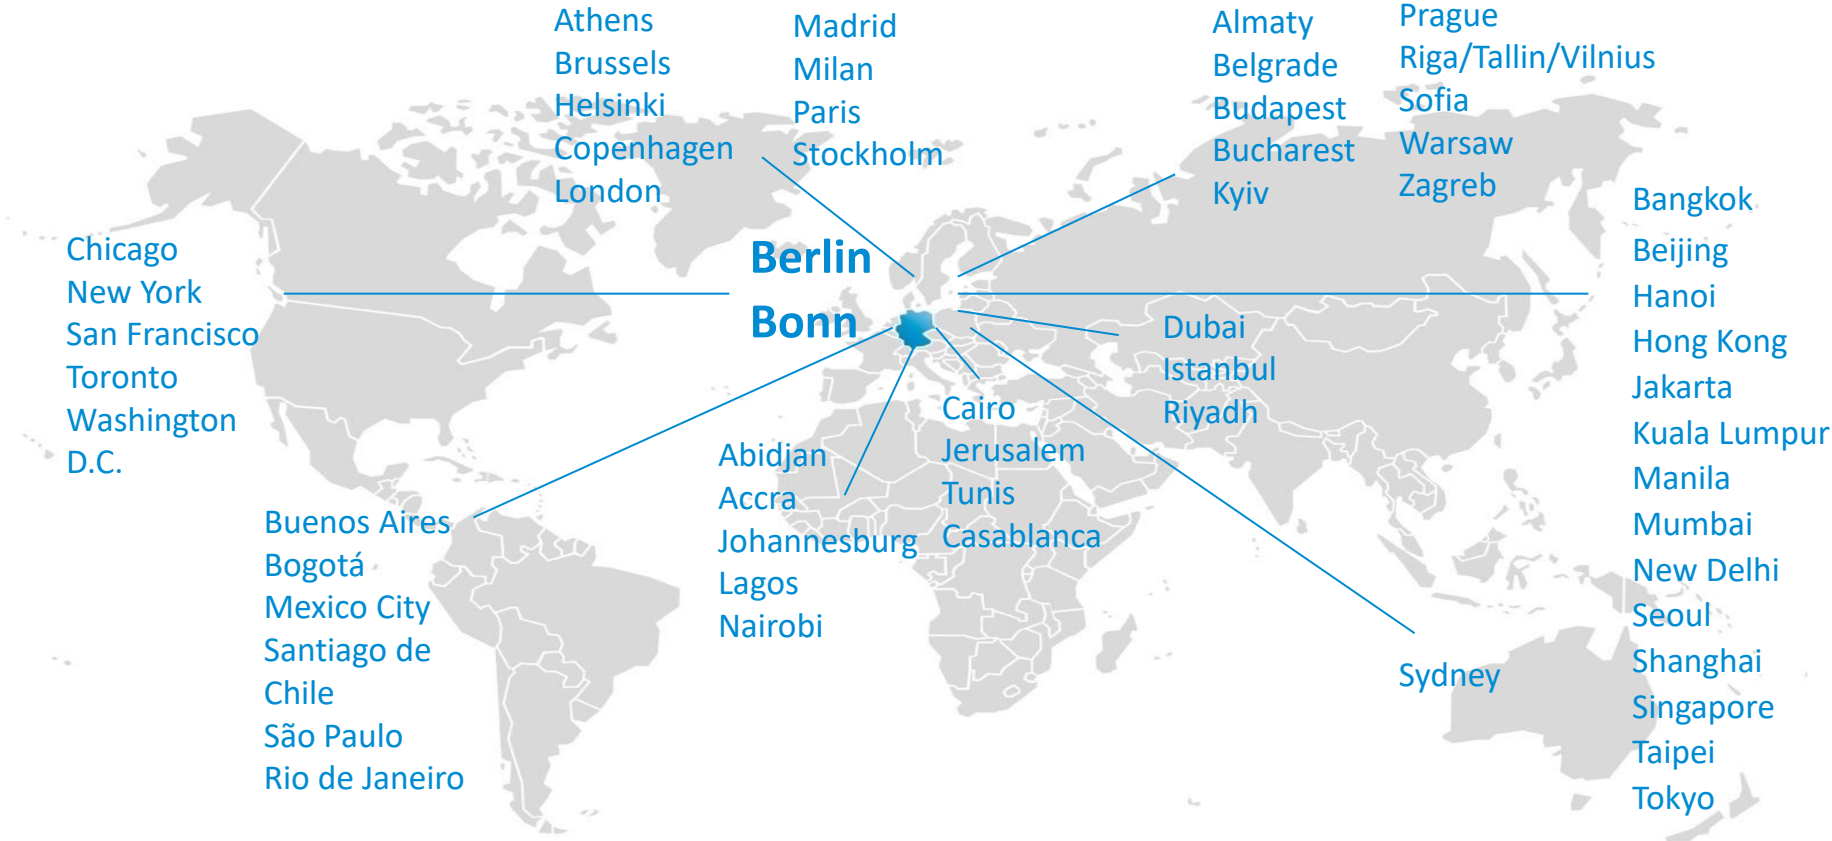 Athens
Brussels
Helsinki
Copenhagen
London
Madrid
Milan
Paris
Stockholm
Almaty
Belgrade
Budapest
Bucharest
Kyiv
Prague
Riga/Tallin/Vilnius
Sofia
Warsaw
Zagreb
Chicago
New York
San Francisco
Toronto
Washington
D.C.
Berlin
Bonn
Dubai
Istanbul
Riyadh
Bangkok
Beijing
Hanoi
Hong Kong
Jakarta
Kuala Lumpur
Manila
Mumbai
New Delhi
Seoul
Shanghai
Singapore
Taipei
Tokyo
Buenos Aires
Bogotá
Mexico City
Santiago de
Chile
São Paulo
Rio de Janeiro
Abidjan
Accra
Johannesburg
Lagos
Nairobi
Cairo
Jerusalem
Tunis
Casablanca
Sydney